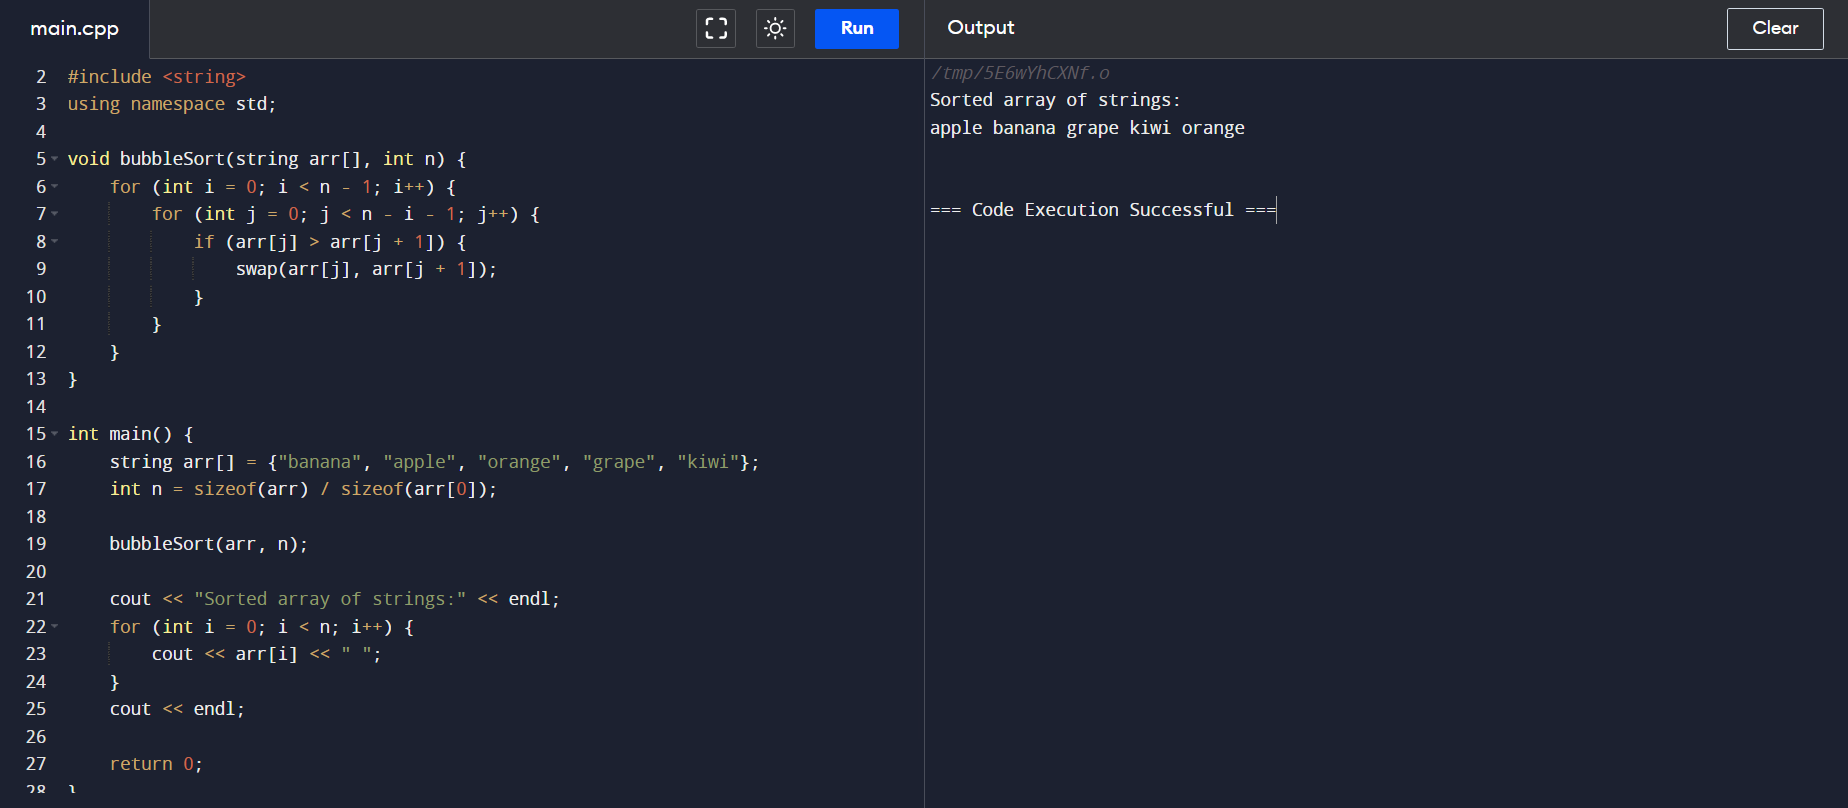 main.cpp
Run
Output
Clear
2 #include <string>
3 using namespace std;
4
5 void bubbleSort(string arr[], int n) {
6     for (int i = 0; i < n - 1; i++) {
7         for (int j = 0; j < n - i - 1; j++) {
8             if (arr[j] > arr[j + 1]) {
9                 swap(arr[j], arr[j + 1]);
10             }
11         }
12     }
13 }
14
15 int main() {
16     string arr[] = {"banana", "apple", "orange", "grape", "kiwi"};
17     int n = sizeof(arr) / sizeof(arr[0]);
18
19     bubbleSort(arr, n);
20
21     cout << "Sorted array of strings:" << endl;
22     for (int i = 0; i < n; i++) {
23         cout << arr[i] << " ";
24     }
25     cout << endl;
26
27     return 0;
28 }
/tmp/5E6wYhCXNf.o
Sorted array of strings:
apple banana grape kiwi orange
=== Code Execution Successful ===